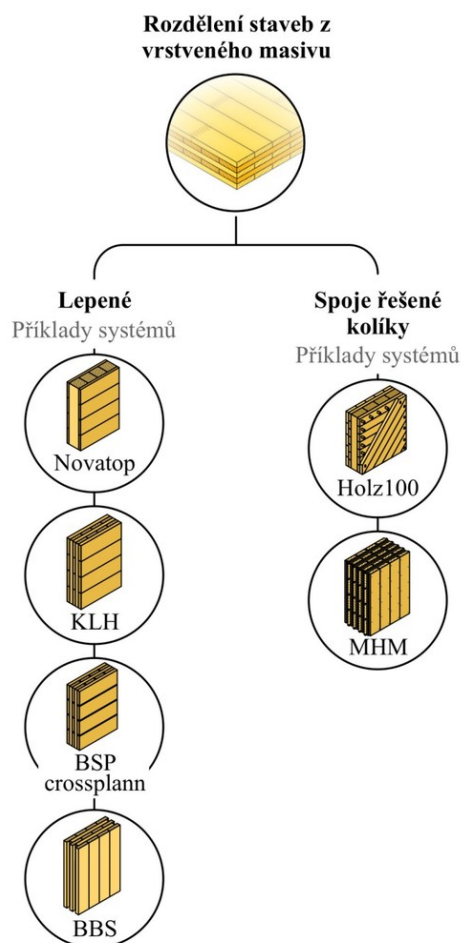 Rozdělení staveb z
vrstveného masivu
Lepené
Příklady systémů
Novatop
KLH
BSP
crossplann
BBS
Spoje řešené
kolíky
Příklady systémů
Holz100
MHM